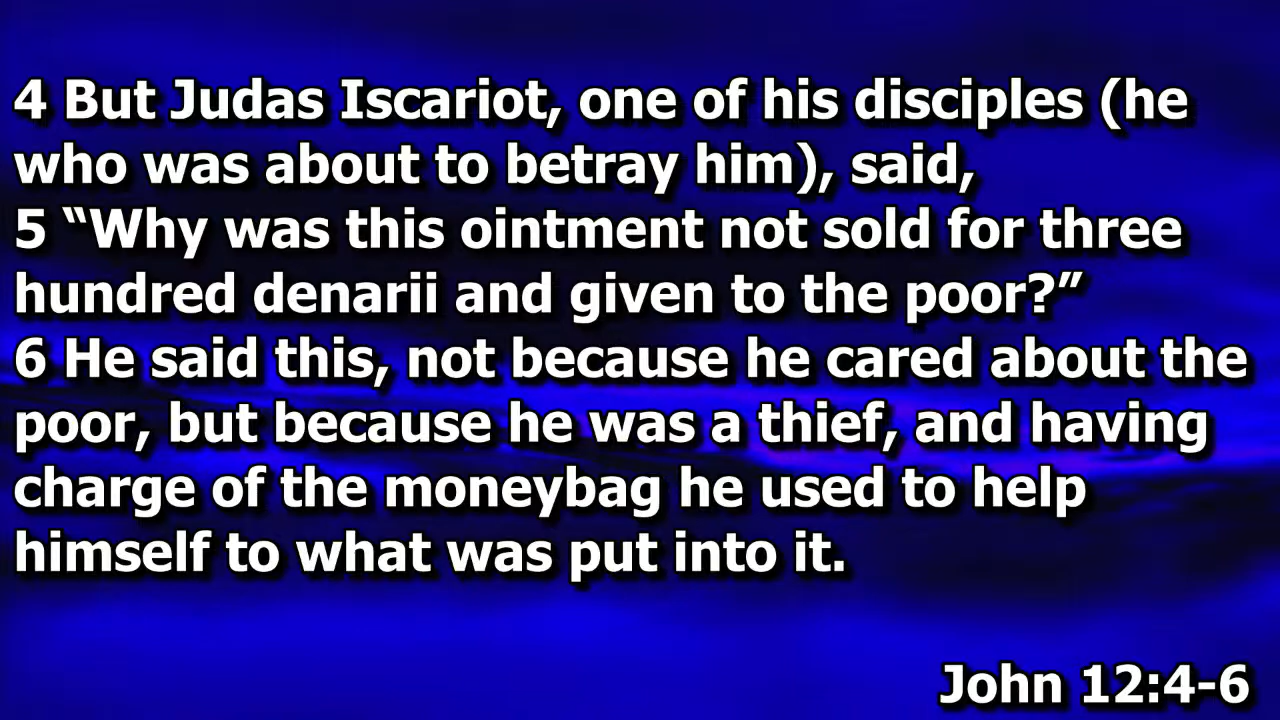 4 But Judas Iscariot, one of his disciples (he
who was about to betray him), said,
5 “Why was this ointment not sold for three
hundred denarii and given to the poor?”
6 He said this, not because he cared about the
poor, but because he was a thief, and having
charge of the moneybag he used to help
himself to what was put into it.
John 12:4-6